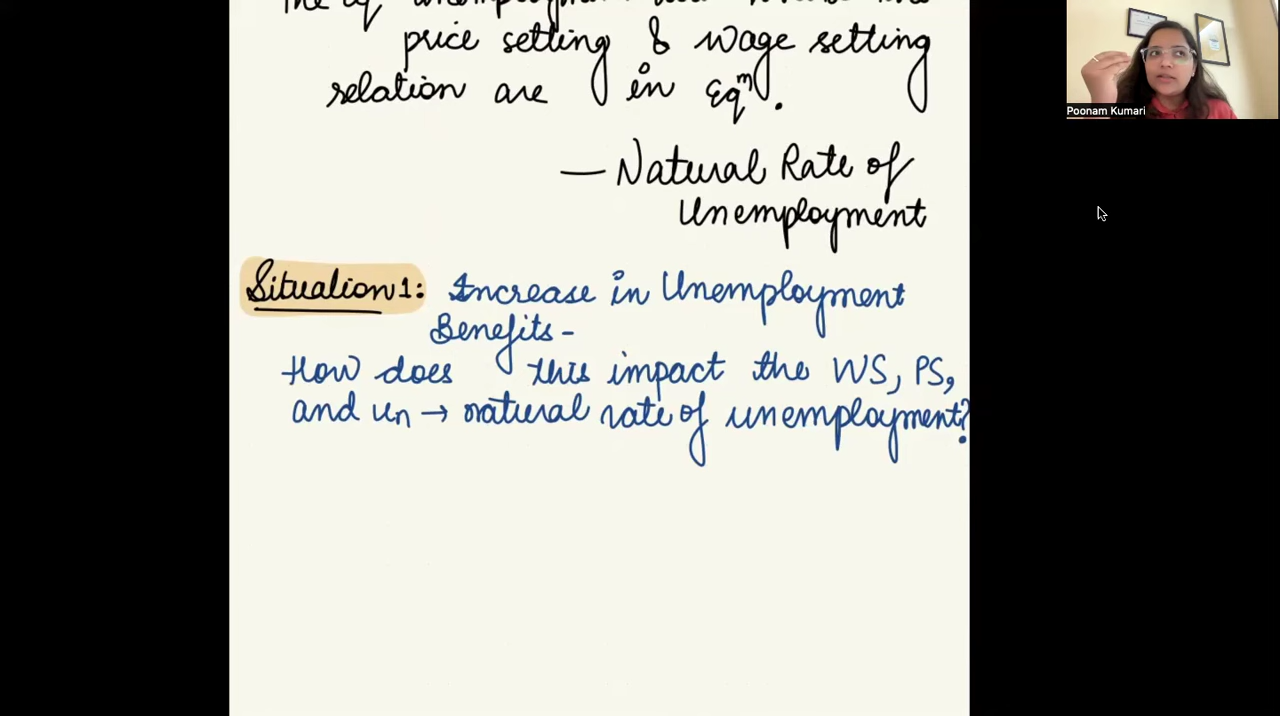 price setting & wage setting
relation are in Eqᵐ.
— Natural Rate of
Unemployment
Situation 1: Increase in Unemployment
Benefits -
How does this impact the WS, PS,
and uₙ → natural rate of unemployment?
Poonam Kumari